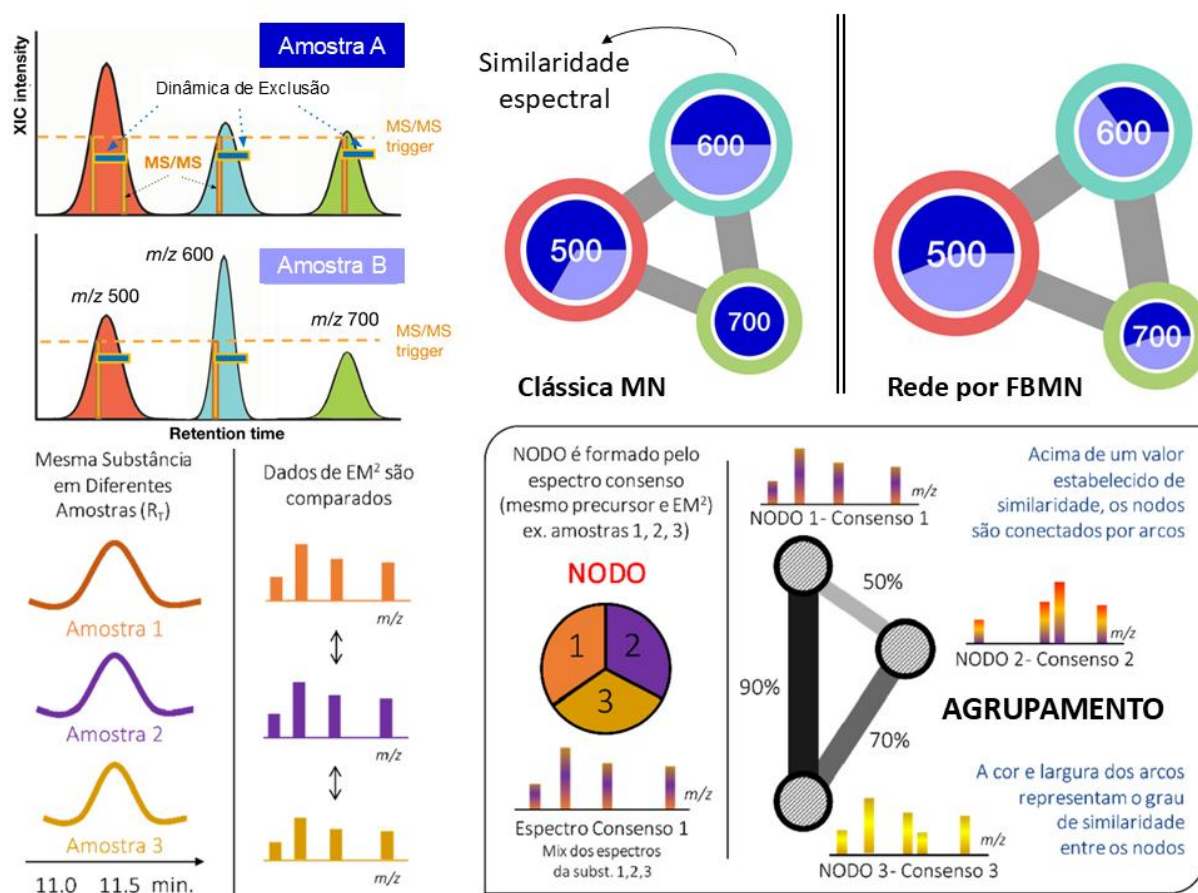 XIC intensity
Amostra A
Dinâmica de Exclusão
MS/MS
trigger
MS/MS
m/z 500
m/z 600
Amostra B
m/z 700
MS/MS
trigger
Retention time
Similaridade
espectral
600
500
700
Clássica MN
600
500
700
Rede por FBMN
Mesma Substância
em Diferentes
Amostras (RT)
Amostra 1
Amostra 2
Amostra 3
11.0 11.5 min.
Dados de EM² são
comparados
m/z
m/z
m/z
NODO é formado pelo
espectro consenso
(mesmo precursor e EM²)
ex. amostras 1, 2, 3)
NODO
1
2
3
m/z
Espectro Consenso 1
Mix dos espectros
da subst. 1,2,3
m/z
NODO 1- Consenso 1
Acima de um valor
estabelecido de
similaridade, os nodos
são conectados por arcos
50%
m/z
NODO 2- Consenso 2
90%
70%
AGRUPAMENTO
A cor e largura dos arcos
representam o grau
de similaridade
entre os nodos
m/z
NODO 3- Consenso 3